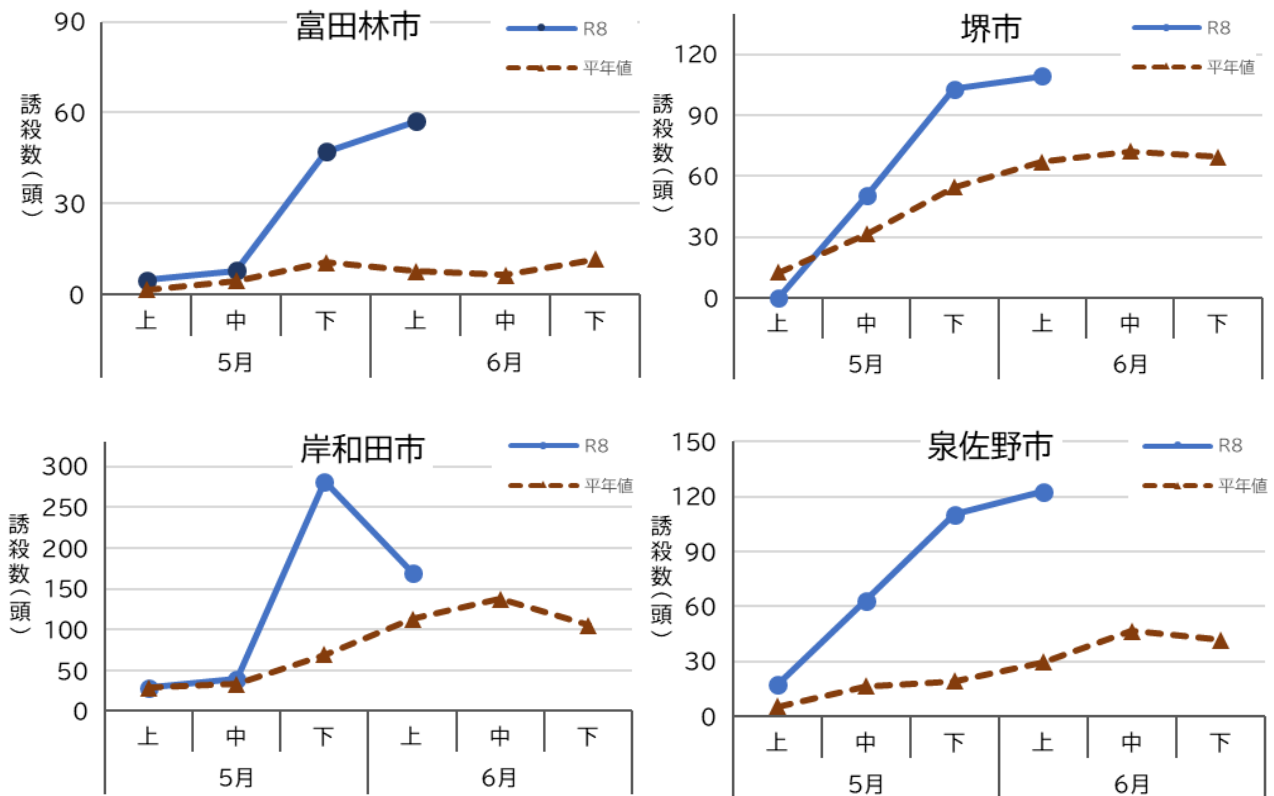 富田林市
R8
平年値
誘殺数（頭）
90
60
30
0
上 中 下 上 中 下
5月 6月
堺市
R8
平年値
誘殺数（頭）
120
90
60
30
0
上 中 下 上 中 下
5月 6月
岸和田市
R8
平年値
誘殺数（頭）
300
250
200
150
100
50
0
上 中 下 上 中 下
5月 6月
泉佐野市
R8
平年値
誘殺数（頭）
150
120
90
60
30
0
上 中 下 上 中 下
5月 6月